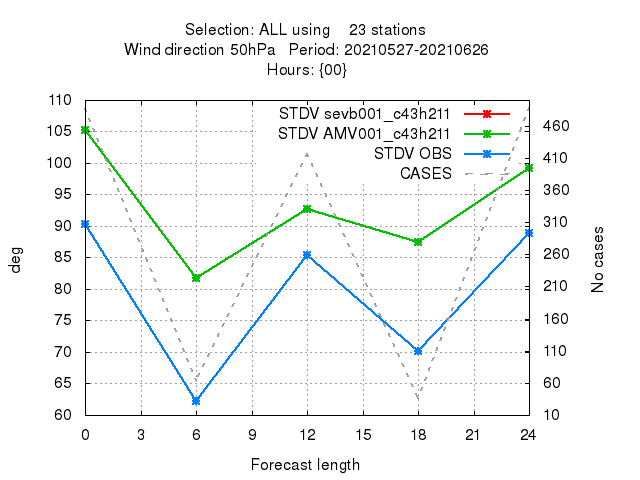 Selection: ALL using    23 stations
Wind direction 50hPa   Period: 20210527-20210626
Hours: {00}
STDV sevb001_c43h211
STDV AMV001_c43h211
STDV OBS
CASES
110
105
100
95
90
85
80
75
70
65
60
460
410
360
310
260
210
160
110
60
10
deg
No cases
0 3 6 9 12 15 18 21 24
Forecast length